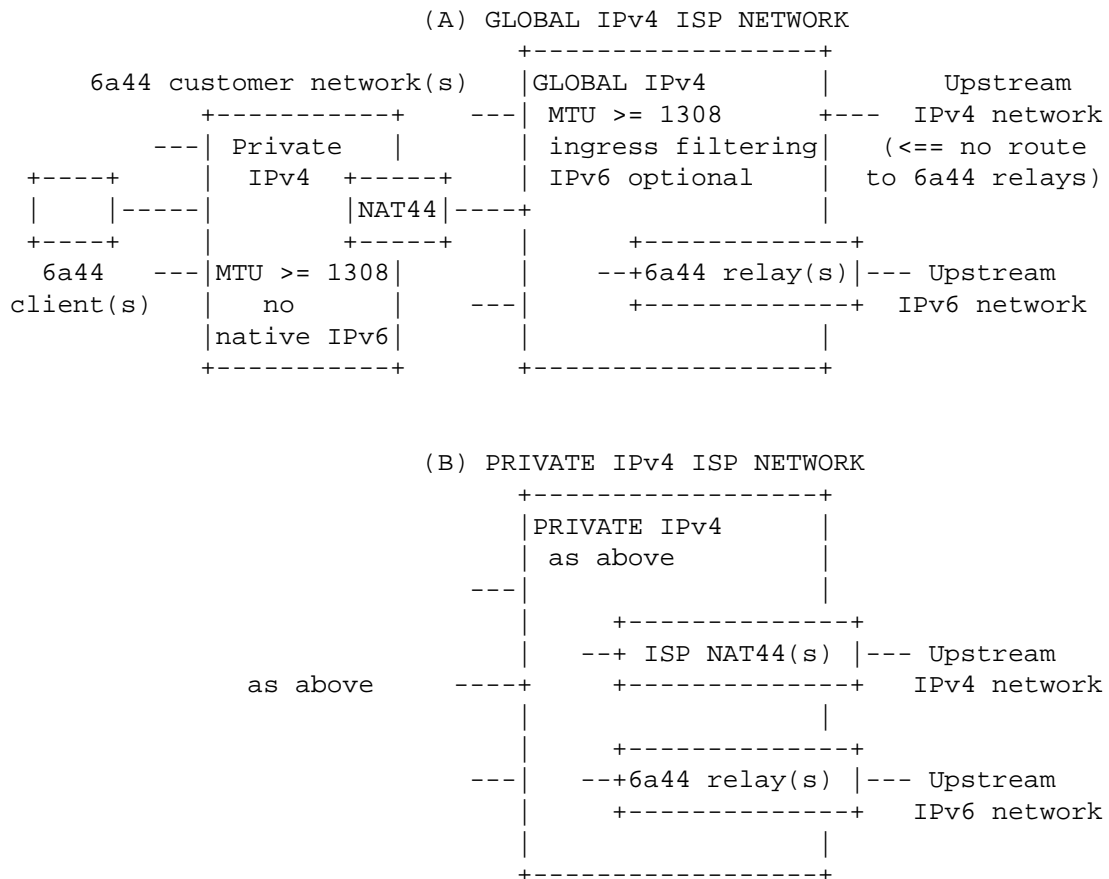 (A) GLOBAL IPv4 ISP NETWORK
6a44 customer network(s) GLOBAL IPv4 Upstream
MTU >= 1308 IPv4 network
Private ingress filtering (<== no route
IPv4 IPv6 optional to 6a44 relays)
NAT44
6a44 MTU >= 1308 6a44 relay(s) Upstream
client(s) no IPv6 network
native IPv6
(B) PRIVATE IPv4 ISP NETWORK
PRIVATE IPv4
as above
ISP NAT44(s) Upstream
as above IPv4 network
6a44 relay(s) Upstream
IPv6 network